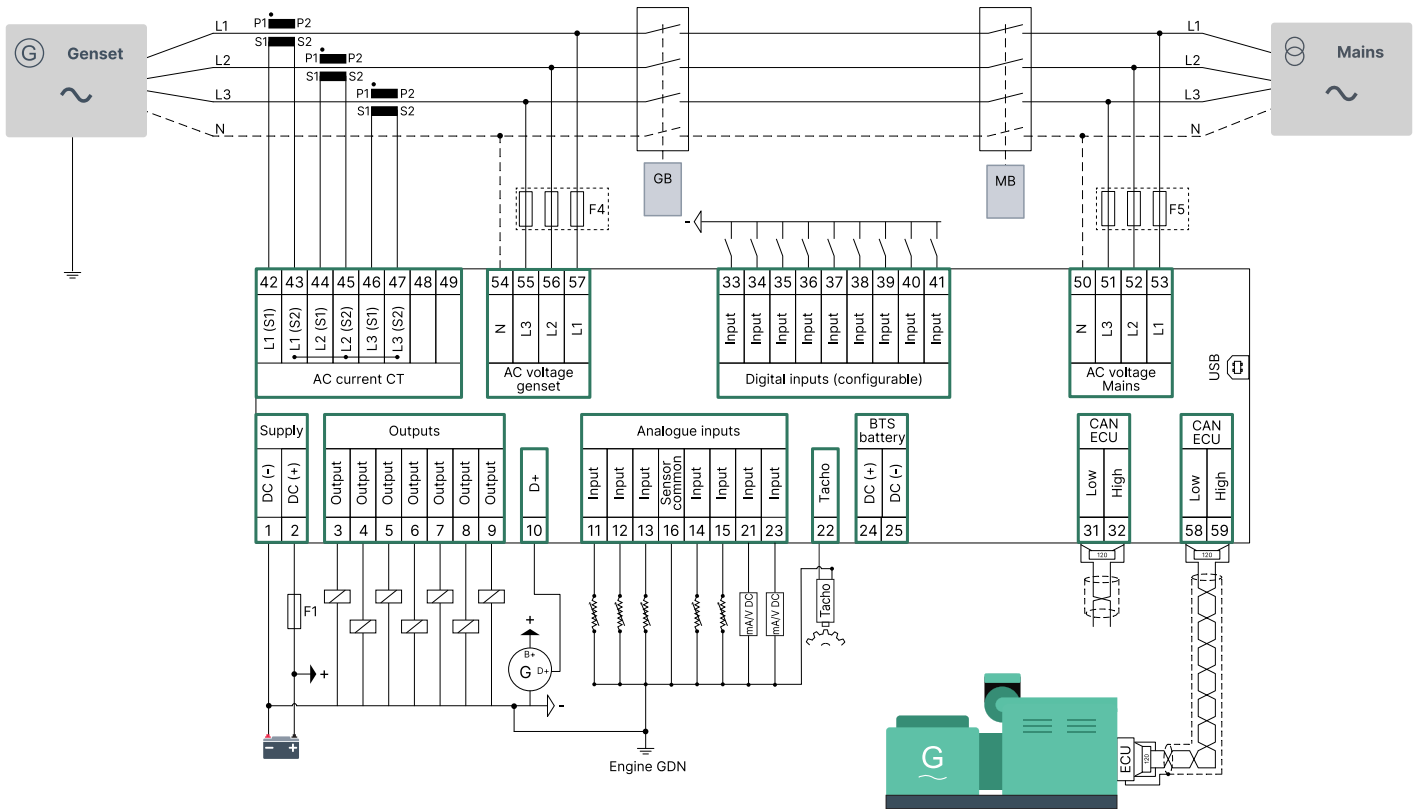 L1
P1 P2
S1 S2
L2
P1 P2
S1 S2
L3
P1 P2
S1 S2
N
G Genset
L1
L2
L3
N
Mains
GB
MB
F4
F5
-
42 43 44 45 46 47 48 49
L1 (S1) L1 (S2) L2 (S1) L2 (S2) L3 (S1) L3 (S2)
AC current CT
54 55 56 57
N L3 L2 L1
AC voltage
genset
33 34 35 36 37 38 39 40 41
Input Input Input Input Input Input Input Input Input
Digital inputs (configurable)
50 51 52 53
N L3 L2 L1
AC voltage
Mains
USB
Supply
DC (-) DC (+)
1 2
Outputs
Output Output Output Output Output Output Output
3 4 5 6 7 8 9
D+
10
Analogue inputs
Input Input Input Sensor common Input Input Input Input
11 12 13 16 14 15 21 23
Tacho
22
BTS
battery
DC (+) DC (-)
24 25
CAN
ECU
Low High
31 32
CAN
ECU
Low High
58 59
120
120
F1
+
- +
+
B+
G D+
-
mA/V DC mA/V DC
Tacho
Engine GDN
G
ECU
120